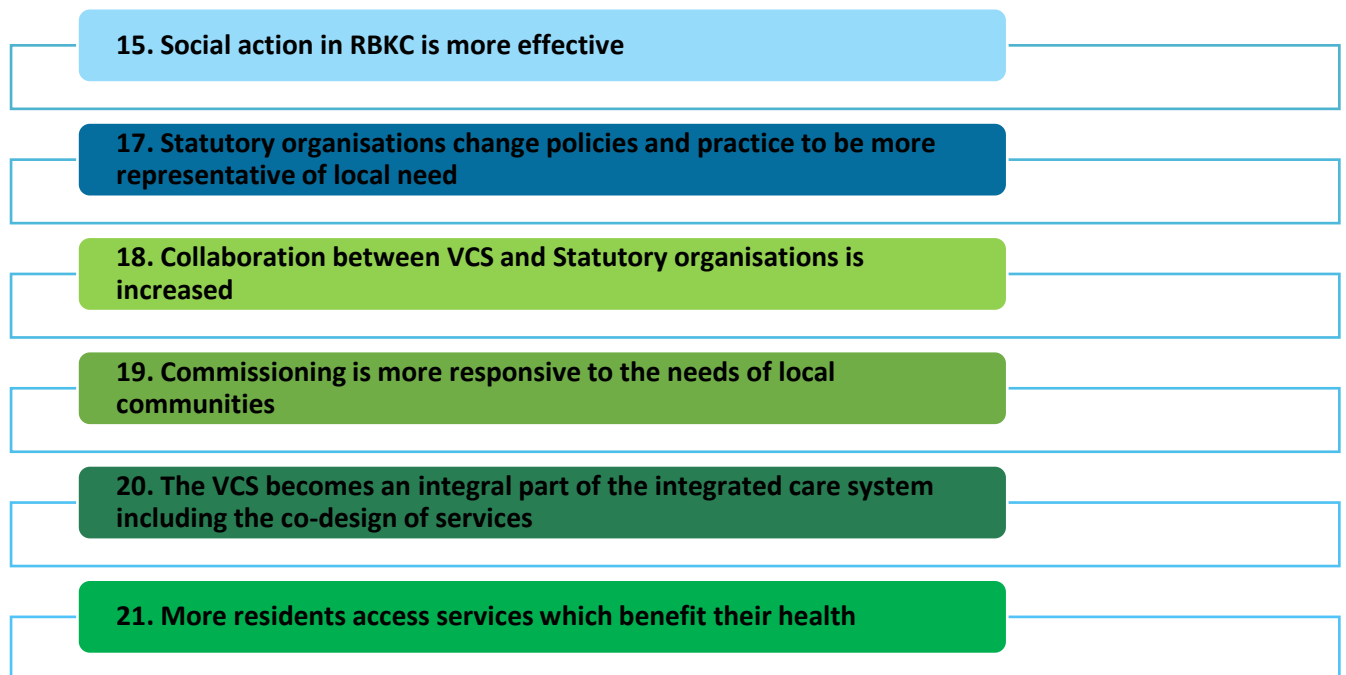 15. Social action in RBKC is more effective
17. Statutory organisations change policies and practice to be more
representative of local need
18. Collaboration between VCS and Statutory organisations is
increased
19. Commissioning is more responsive to the needs of local
communities
20. The VCS becomes an integral part of the integrated care system
including the co-design of services
21. More residents access services which benefit their health